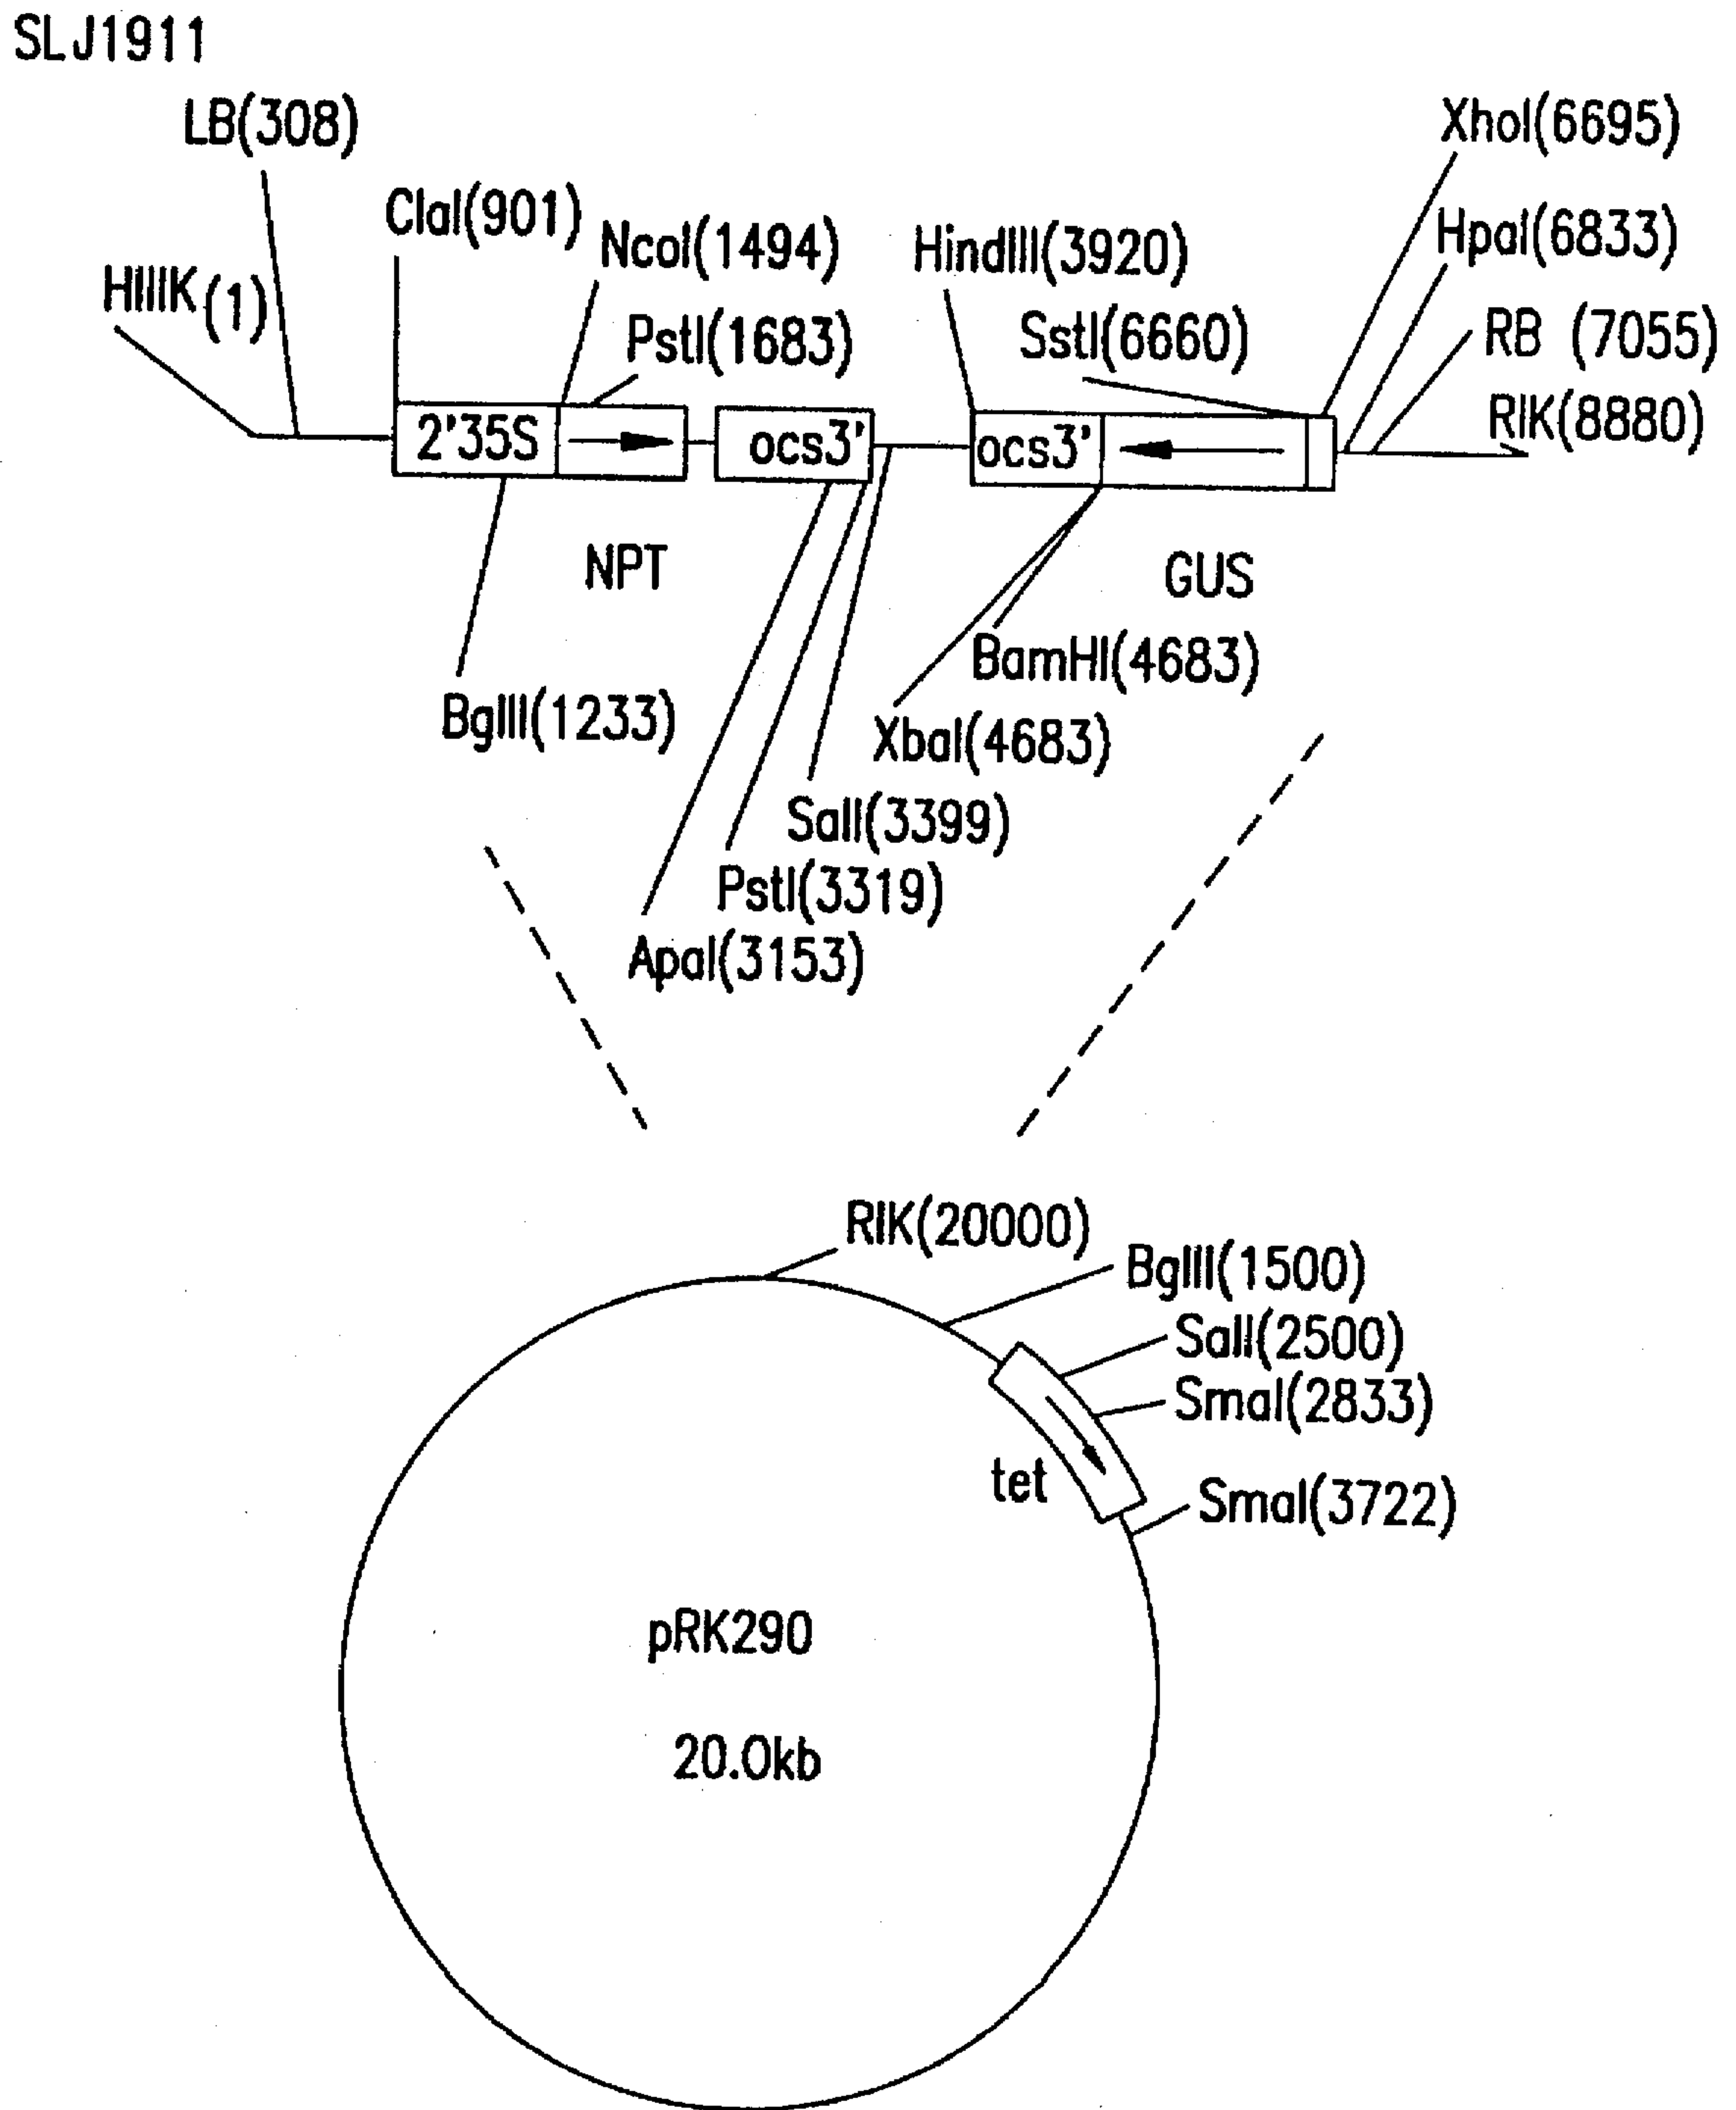 SLJ1911
LB(308)
XhoI(6695)
ClaI(901)
NcoI(1494)
HindIII(3920)
HpaI(6833)
HIIIK(1)
PstI(1683)
SstI(6660)
RB (7055)
RIK(8880)
2'35S
ocs3'
ocs3'
NPT
GUS
BamHI(4683)
BglII(1233)
XbaI(4683)
SalI(3399)
PstI(3319)
ApaI(3153)
RIK(20000)
BglII(1500)
SalI(2500)
SmaI(2833)
tet
SmaI(3722)
pRK290
20.0kb